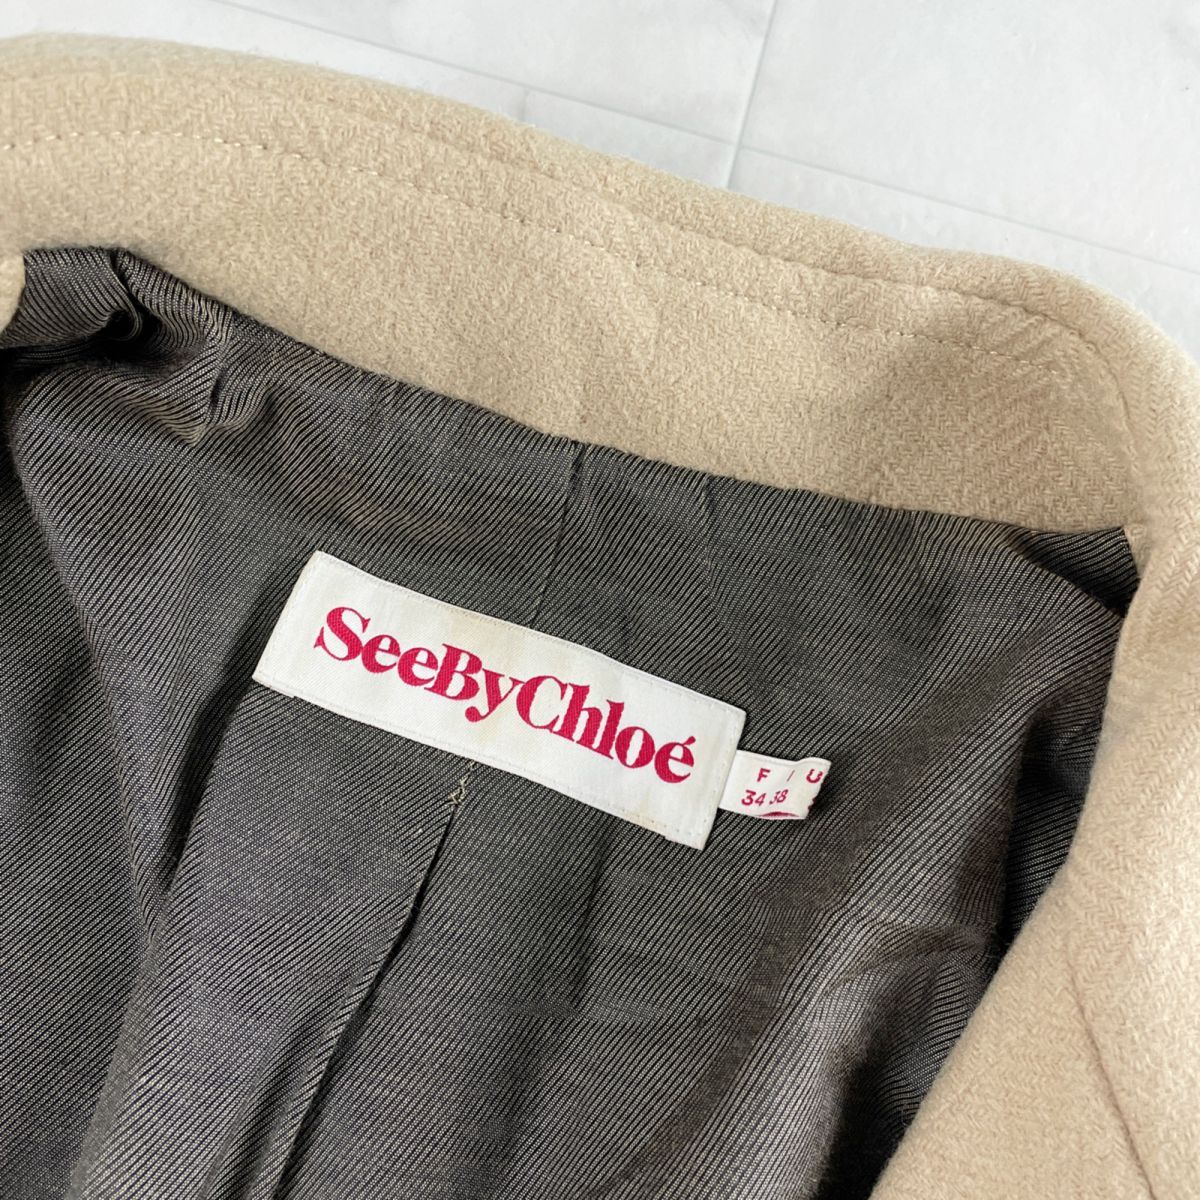 SeeByChloé
F / U
34 38